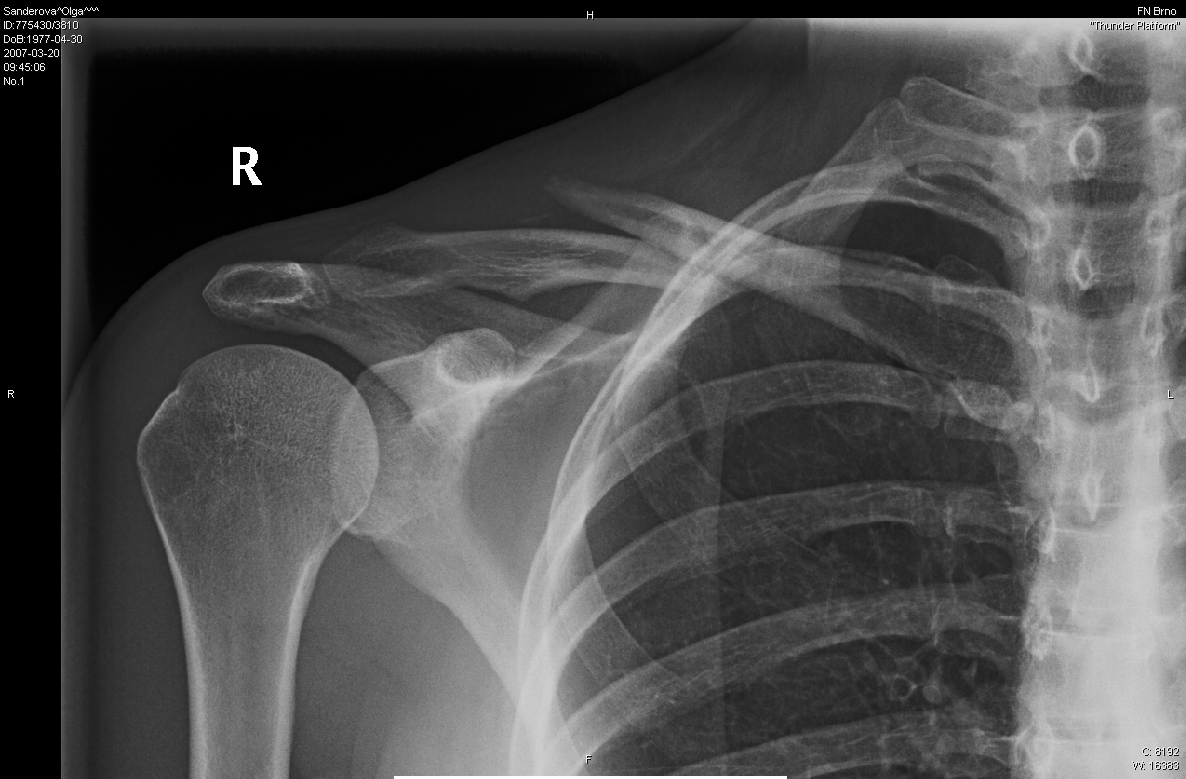 Sanderova^Olga^^^
ID:775430/3810
DoB:1977-04-30
2007-03-20
09:45:06
No.1
H
FN Brno
"Thunder Platform"
R
R
L
F
C: 8192
W: 16383